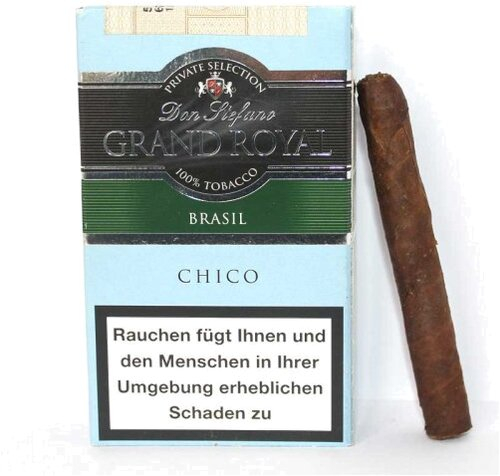 PRIVATE SELECTION
Don Stefano
GRAND ROYAL
100% TOBACCO
BRASIL
CHICO
Rauchen fügt Ihnen und
den Menschen in Ihrer
Umgebung erheblichen
Schaden zu